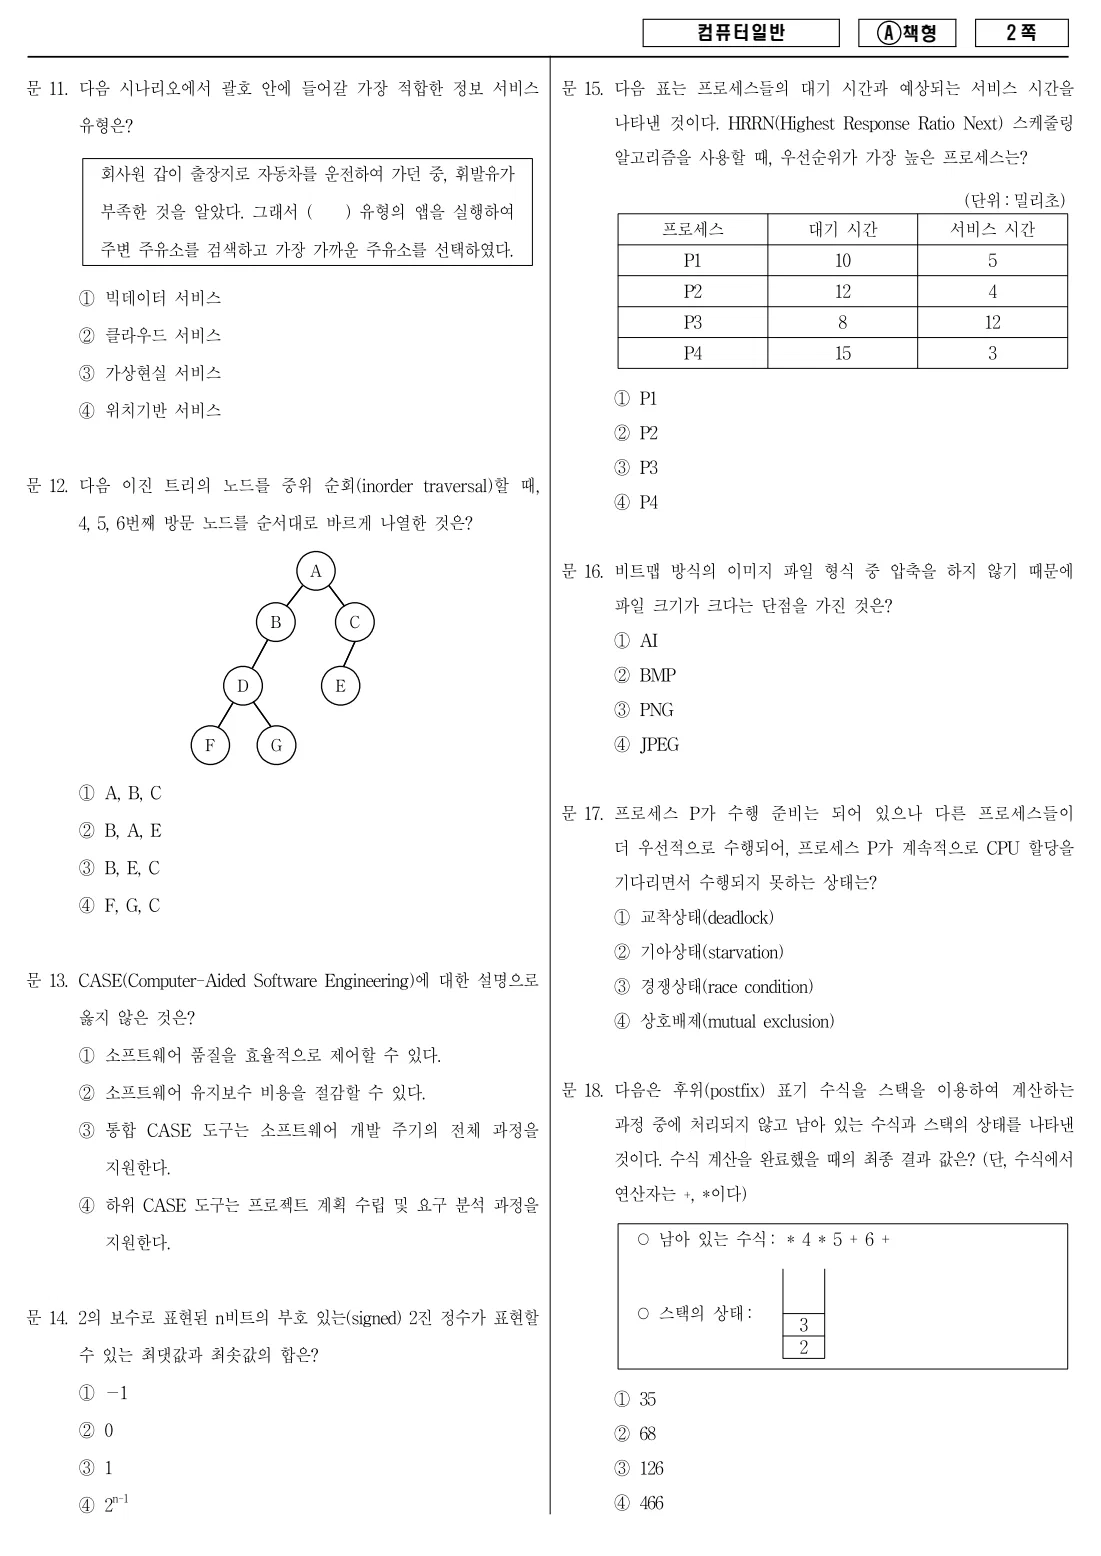 컴퓨터일반
Ⓐ책형
2쪽
문 11. 다음 시나리오에서 괄호 안에 들어갈 가장 적합한 정보 서비스
유형은?
회사원 갑이 출장지로 자동차를 운전하여 가던 중, 휘발유가
부족한 것을 알았다. 그래서 ( ) 유형의 앱을 실행하여
주변 주유소를 검색하고 가장 가까운 주유소를 선택하였다.
① 빅데이터 서비스
② 클라우드 서비스
③ 가상현실 서비스
④ 위치기반 서비스
문 12. 다음 이진 트리의 노드를 중위 순회(inorder traversal)할 때,
4, 5, 6번째 방문 노드를 순서대로 바르게 나열한 것은?
A
B C
D E
F G
① A, B, C
② B, A, E
③ B, E, C
④ F, G, C
문 13. CASE(Computer-Aided Software Engineering)에 대한 설명으로
옳지 않은 것은?
① 소프트웨어 품질을 효율적으로 제어할 수 있다.
② 소프트웨어 유지보수 비용을 절감할 수 있다.
③ 통합 CASE 도구는 소프트웨어 개발 주기의 전체 과정을
지원한다.
④ 하위 CASE 도구는 프로젝트 계획 수립 및 요구 분석 과정을
지원한다.
문 14. 2의 보수로 표현된 n비트의 부호 있는(signed) 2진 정수가 표현할
수 있는 최댓값과 최솟값의 합은?
① -1
② 0
③ 1
④ 2ⁿ⁻¹
문 15. 다음 표는 프로세스들의 대기 시간과 예상되는 서비스 시간을
나타낸 것이다. HRRN(Highest Response Ratio Next) 스케줄링
알고리즘을 사용할 때, 우선순위가 가장 높은 프로세스는?
(단위 : 밀리초)
프로세스 대기 시간 서비스 시간
P1 10 5
P2 12 4
P3 8 12
P4 15 3
① P1
② P2
③ P3
④ P4
문 16. 비트맵 방식의 이미지 파일 형식 중 압축을 하지 않기 때문에
파일 크기가 크다는 단점을 가진 것은?
① AI
② BMP
③ PNG
④ JPEG
문 17. 프로세스 P가 수행 준비는 되어 있으나 다른 프로세스들이
더 우선적으로 수행되어, 프로세스 P가 계속적으로 CPU 할당을
기다리면서 수행되지 못하는 상태는?
① 교착상태(deadlock)
② 기아상태(starvation)
③ 경쟁상태(race condition)
④ 상호배제(mutual exclusion)
문 18. 다음은 후위(postfix) 표기 수식을 스택을 이용하여 계산하는
과정 중에 처리되지 않고 남아 있는 수식과 스택의 상태를 나타낸
것이다. 수식 계산을 완료했을 때의 최종 결과 값은? (단, 수식에서
연산자는 +, *이다)
○ 남아 있는 수식 : * 4 * 5 + 6 +
○ 스택의 상태 :
3
2
① 35
② 68
③ 126
④ 466